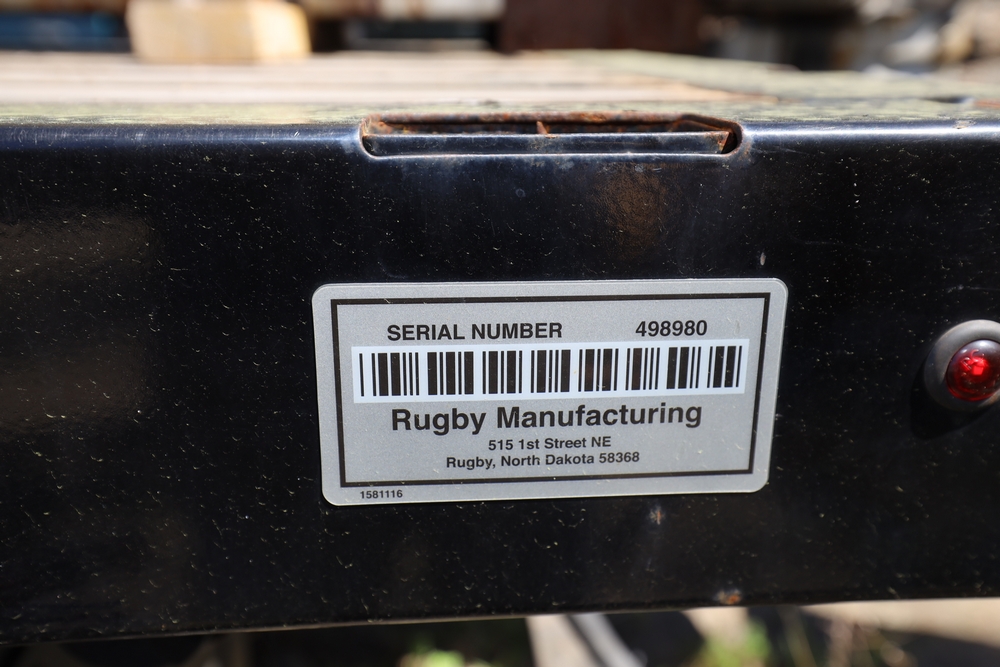 SERIAL NUMBER 498980
Rugby Manufacturing
515 1st Street NE
Rugby, North Dakota 58368
1581116